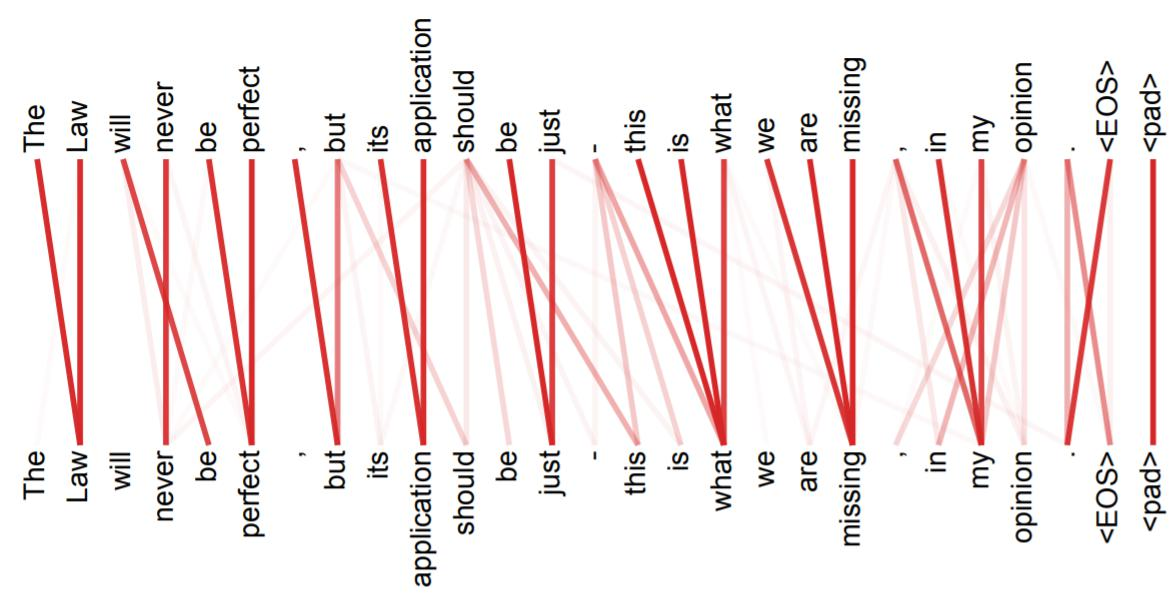 The Law will never be perfect , but its application should be just - this is what we are missing , in my opinion . <EOS> <pad>
The Law will never be perfect , but its application should be just - this is what we are missing , in my opinion . <EOS> <pad>